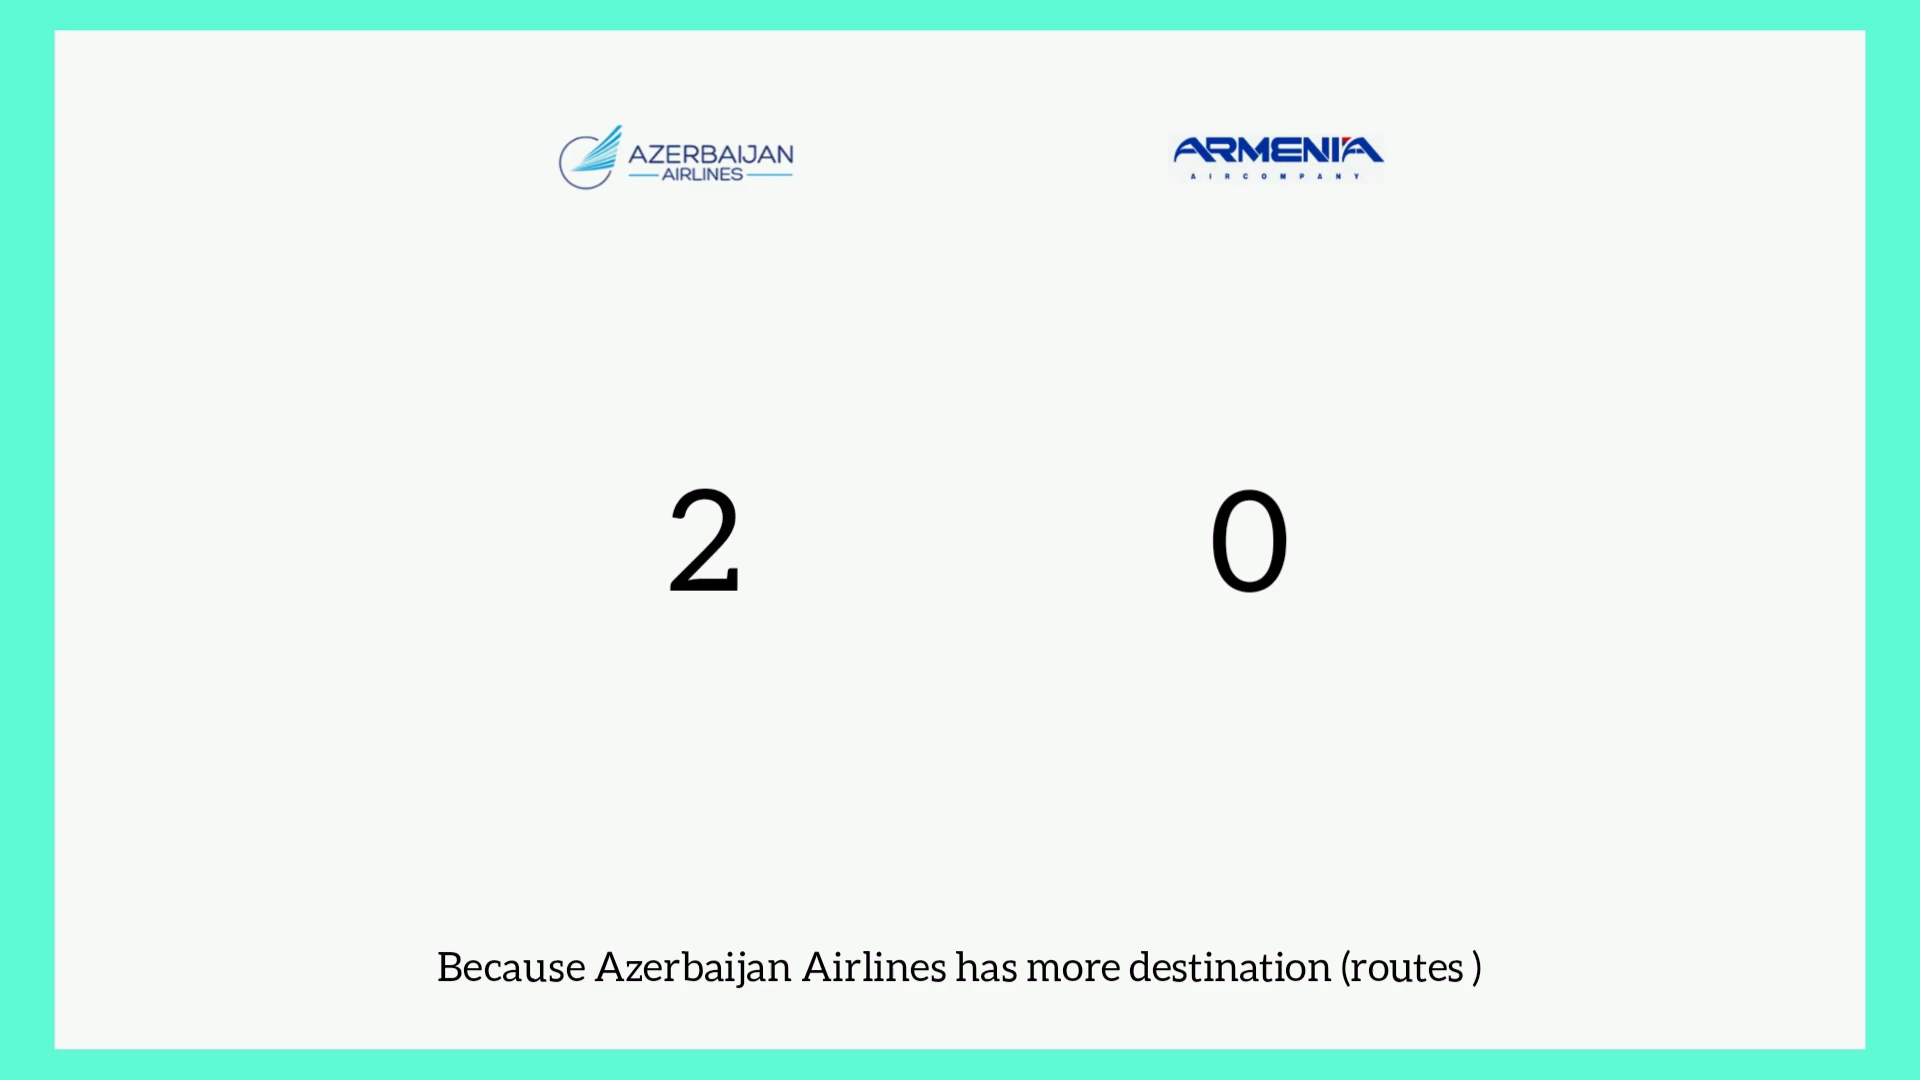 AZERBAIJAN
AIRLINES
ARMENIA
AIRCOMPANY
2
0
Because Azerbaijan Airlines has more destination (routes )